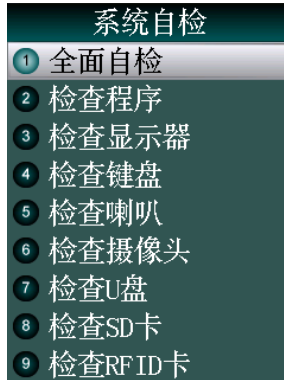 系统自检
1 全面自检
2 检查程序
3 检查显示器
4 检查键盘
5 检查喇叭
6 检查摄像头
7 检查U盘
8 检查SD卡
9 检查RFID卡